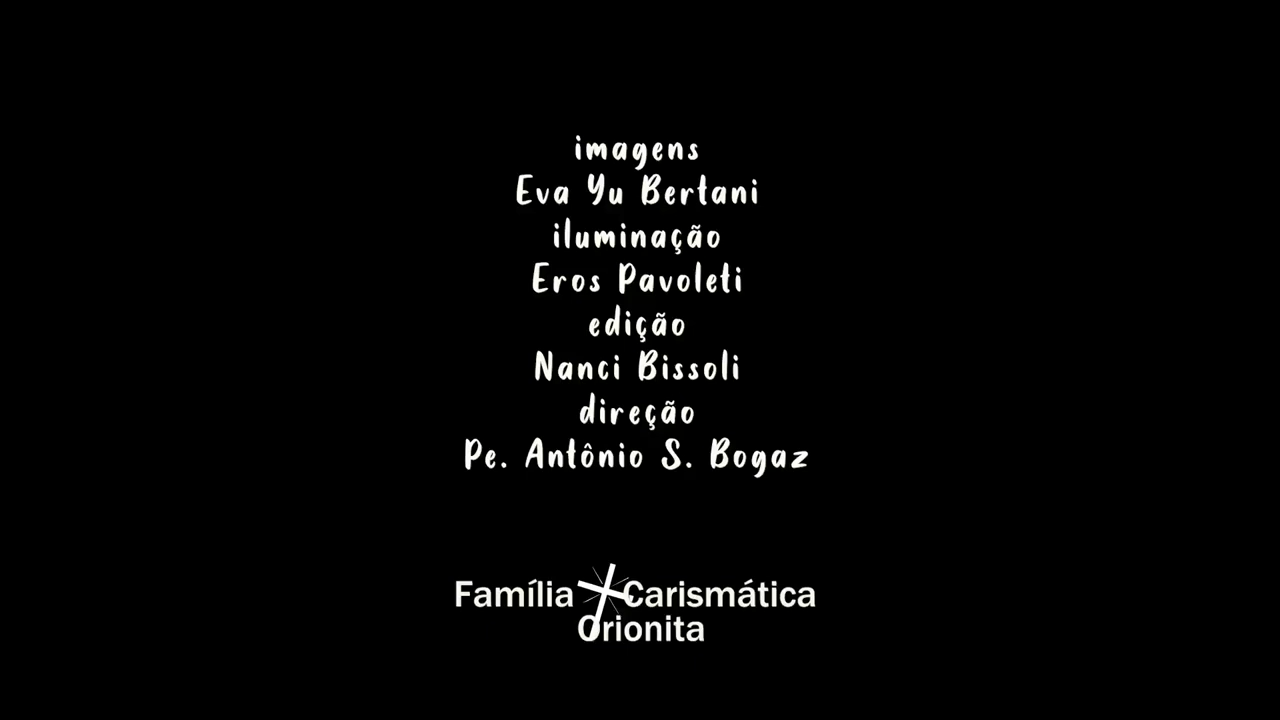 imagens
Eva Yu Bertani
iluminação
Eros Pavoleti
edição
Nanci Bissoli
direção
Pe. Antônio S. Bogaz
Família Carismática
Orionita